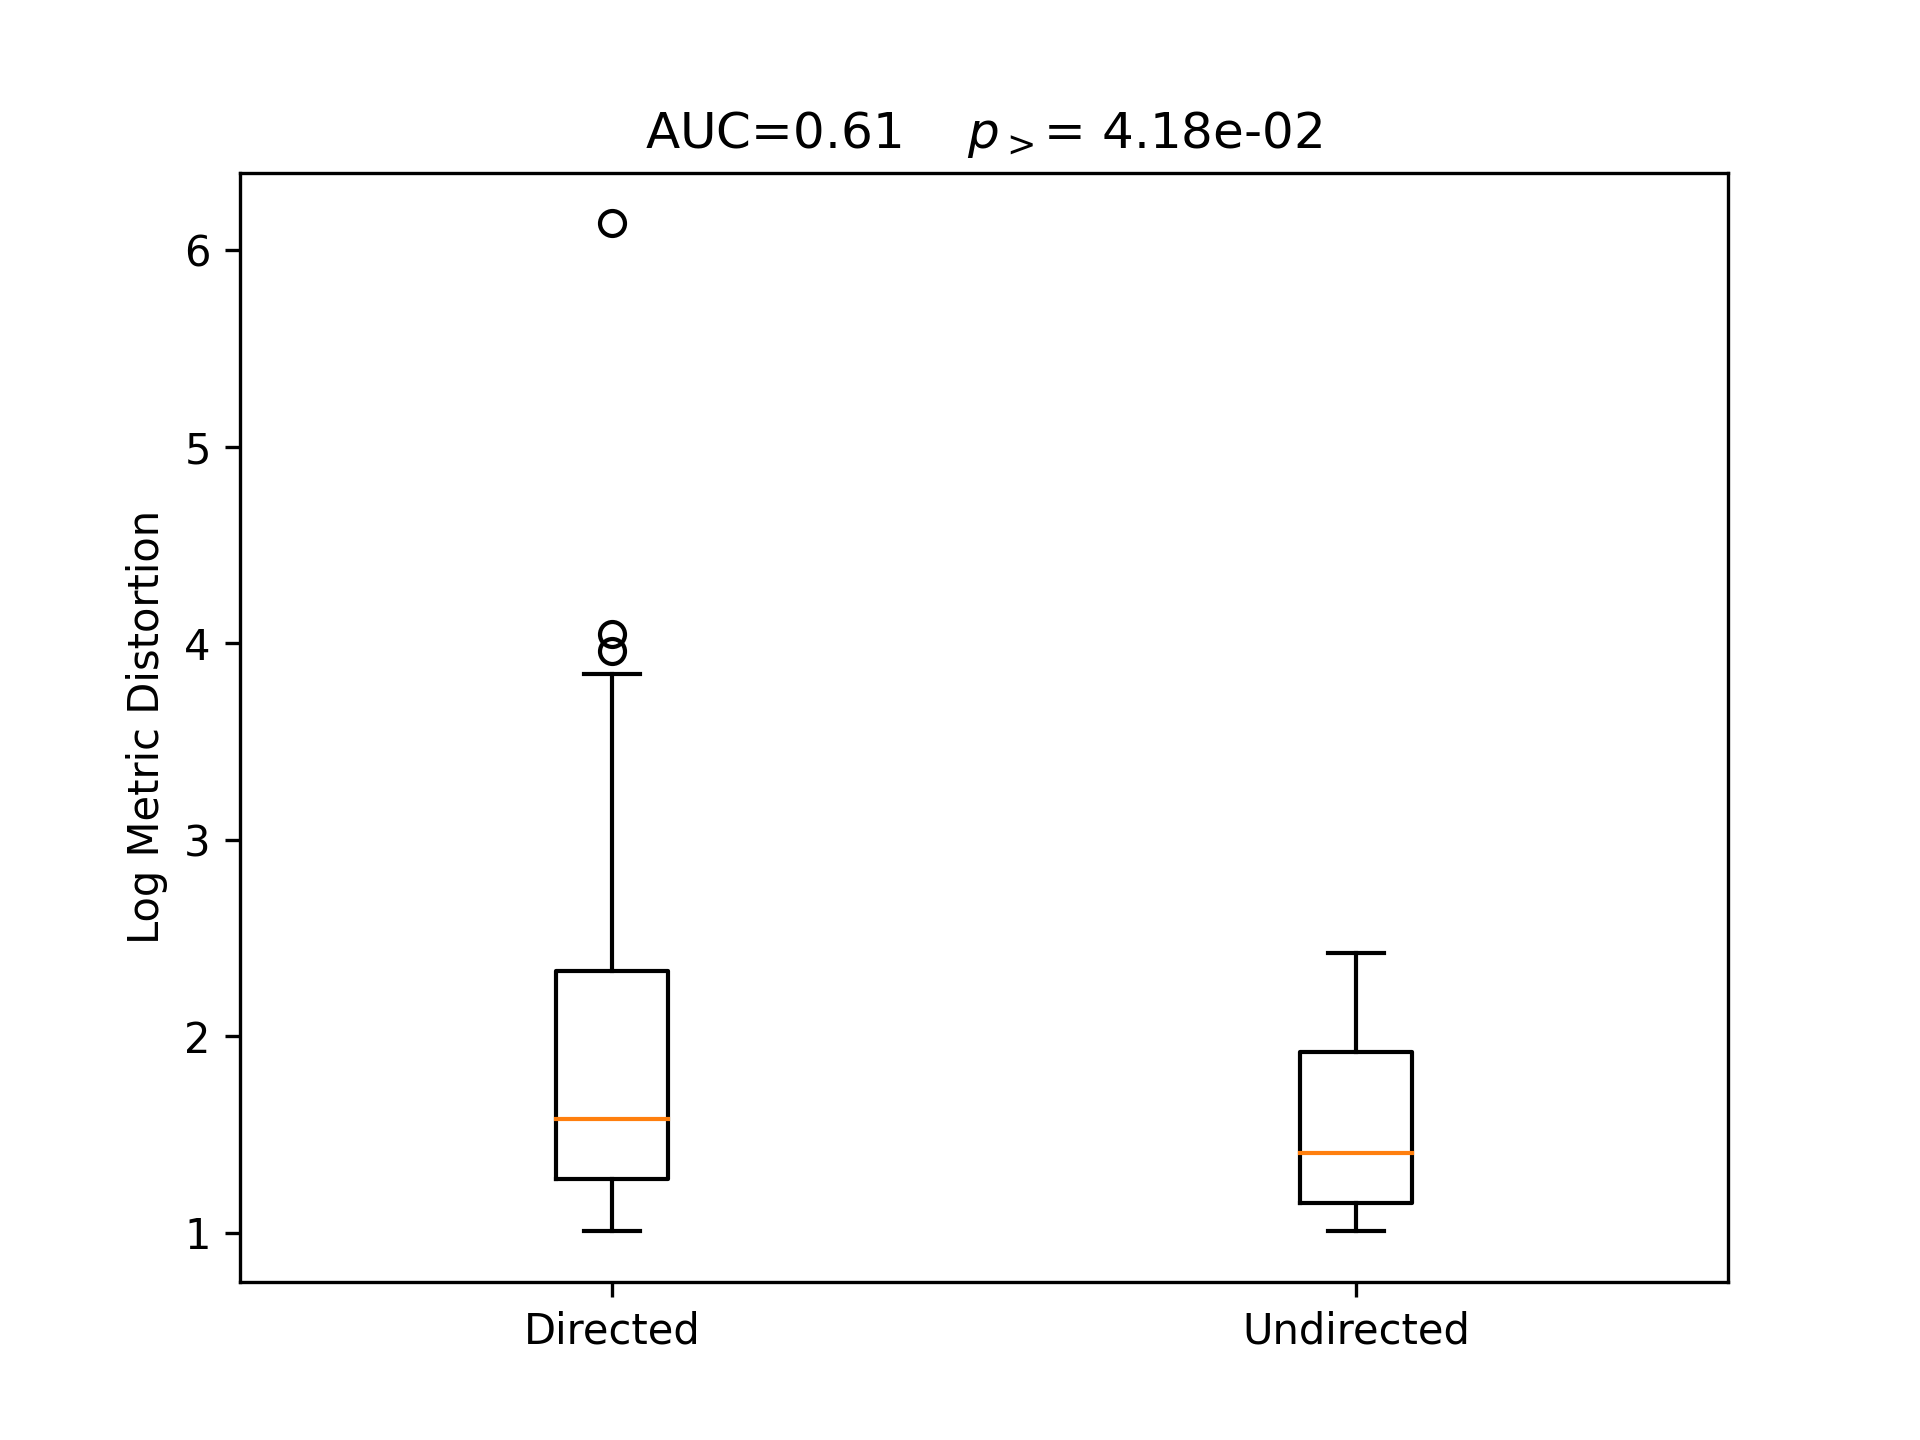 AUC=0.61 p> = 4.18e-02
6
5
4
3
2
1
Log Metric Distortion
Directed Undirected